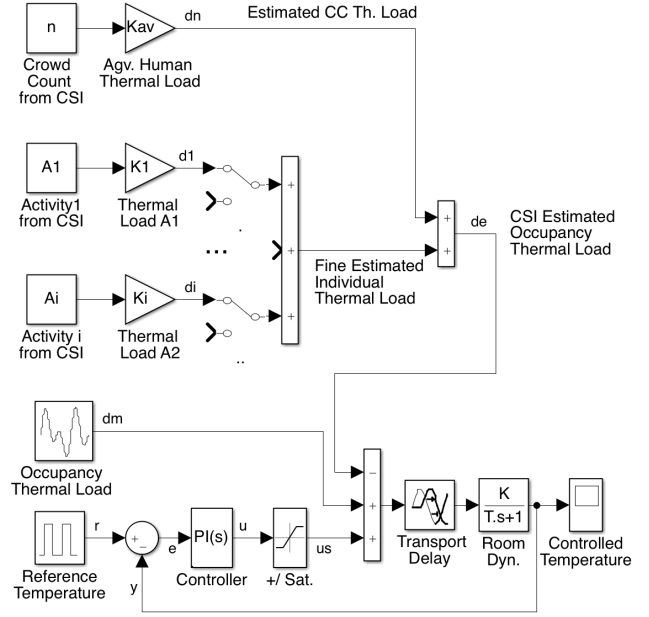 Estimated CC Th. Load
n
Kav
dn
Crowd
Count
from CSI
Agv. Human
Thermal Load
A1
K1
d1
Activity1
from CSI
Thermal
Load A1
+
.
...
+
Fine Estimated
Individual
Thermal Load
+
+
de
CSI Estimated
Occupancy
Thermal Load
Ai
Ki
di
Activity i
from CSI
Thermal
Load A2
+
..
dm
Occupancy
Thermal Load
−
+
+
r
+
−
e
PI(s)
u
us
K
T.s+1
Reference
Temperature
y
Controller
+/ Sat.
Transport
Delay
Room
Dyn.
Controlled
Temperature